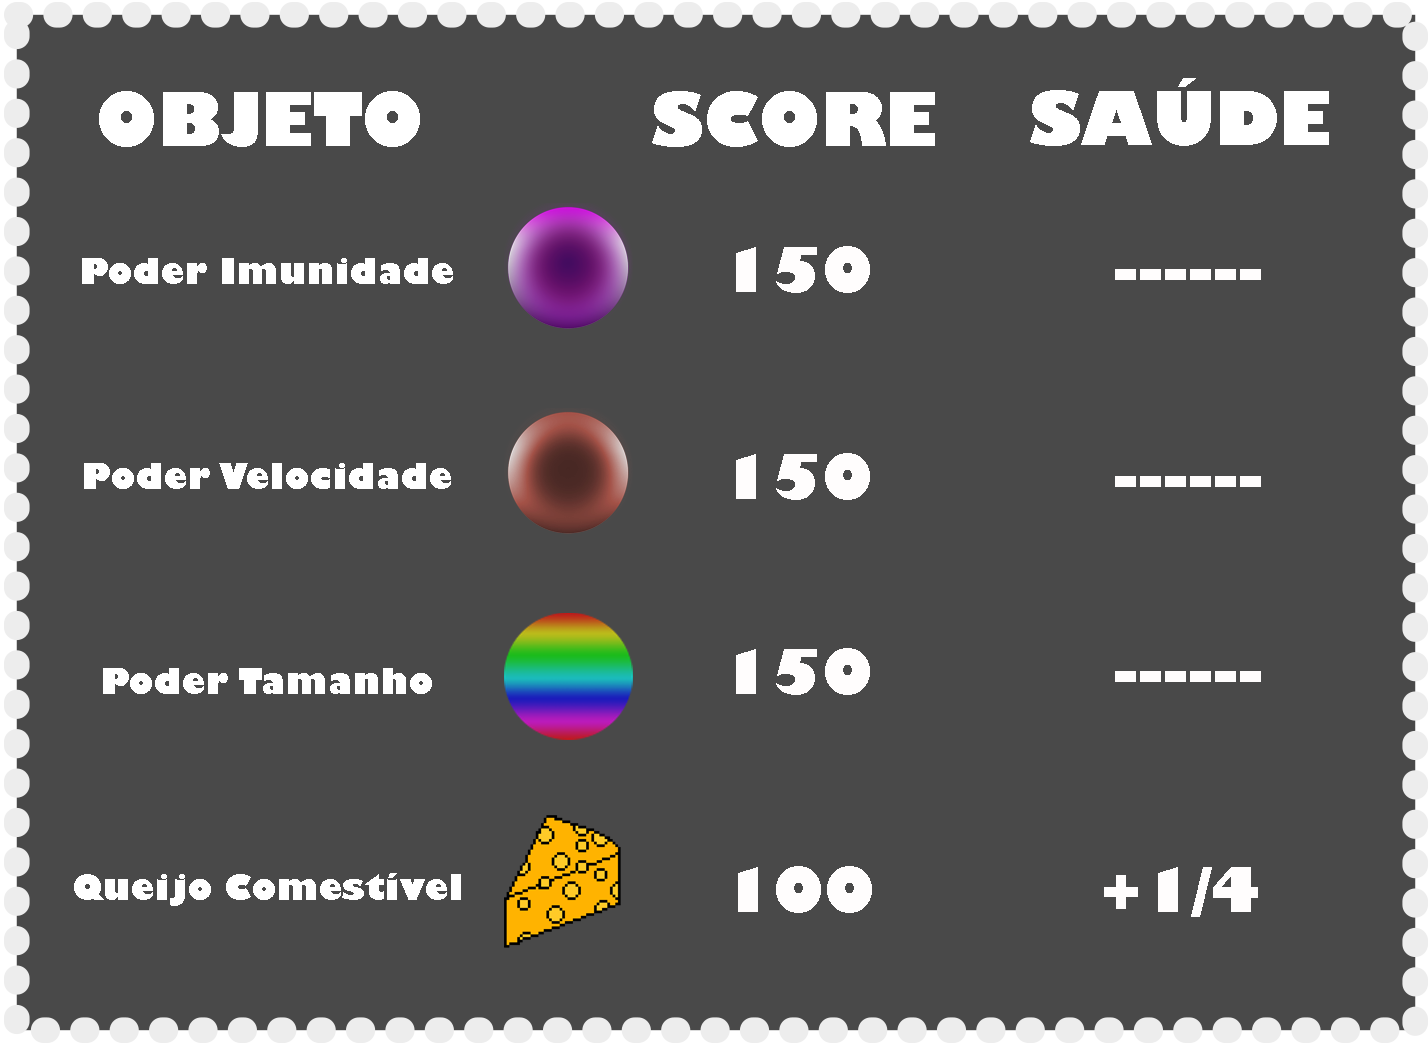 OBJETO SCORE SAÚDE
Poder Imunidade 150 ------
Poder Velocidade 150 ------
Poder Tamanho 150 ------
Queijo Comestível 100 +1/4